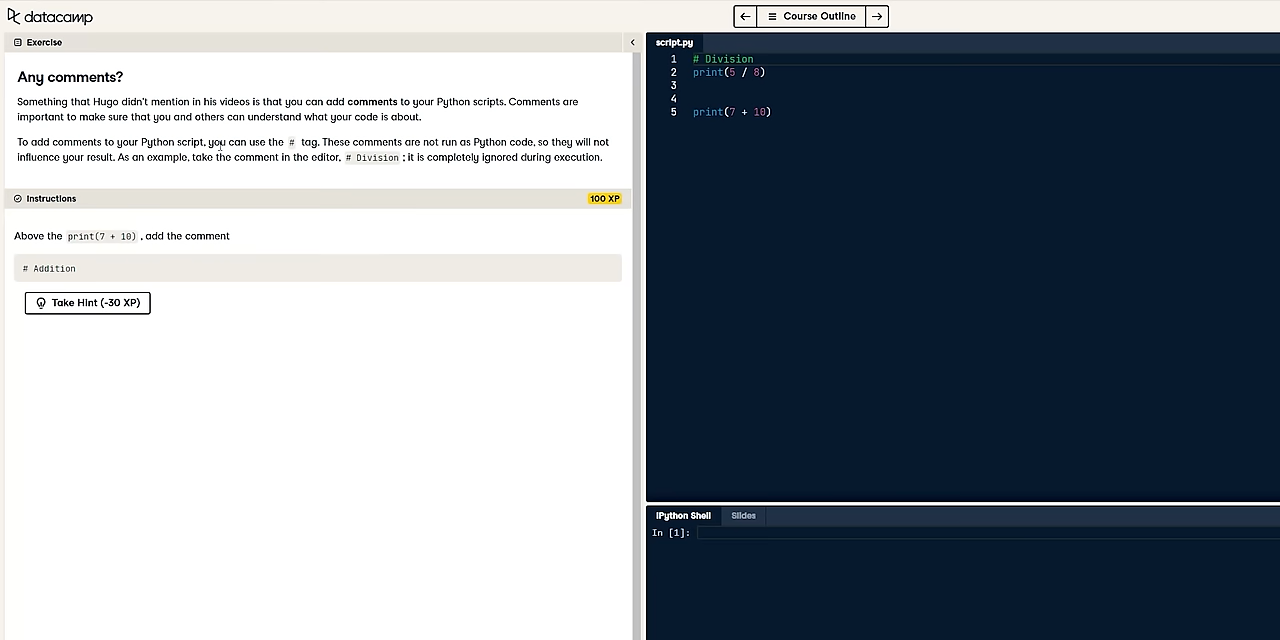 datacamp
Course Outline
Exercise
Any comments?
Something that Hugo didn't mention in his videos is that you can add comments to your Python scripts. Comments are
important to make sure that you and others can understand what your code is about.
To add comments to your Python script, you can use the # tag. These comments are not run as Python code, so they will not
influence your result. As an example, take the comment in the editor, # Division ; it is completely ignored during execution.
Instructions
100 XP
Above the print(7 + 10) , add the comment
# Addition
Take Hint (-30 XP)
script.py
1 # Division
2 print(5 / 8)
3
4
5 print(7 + 10)
IPython Shell Slides
In [1]: